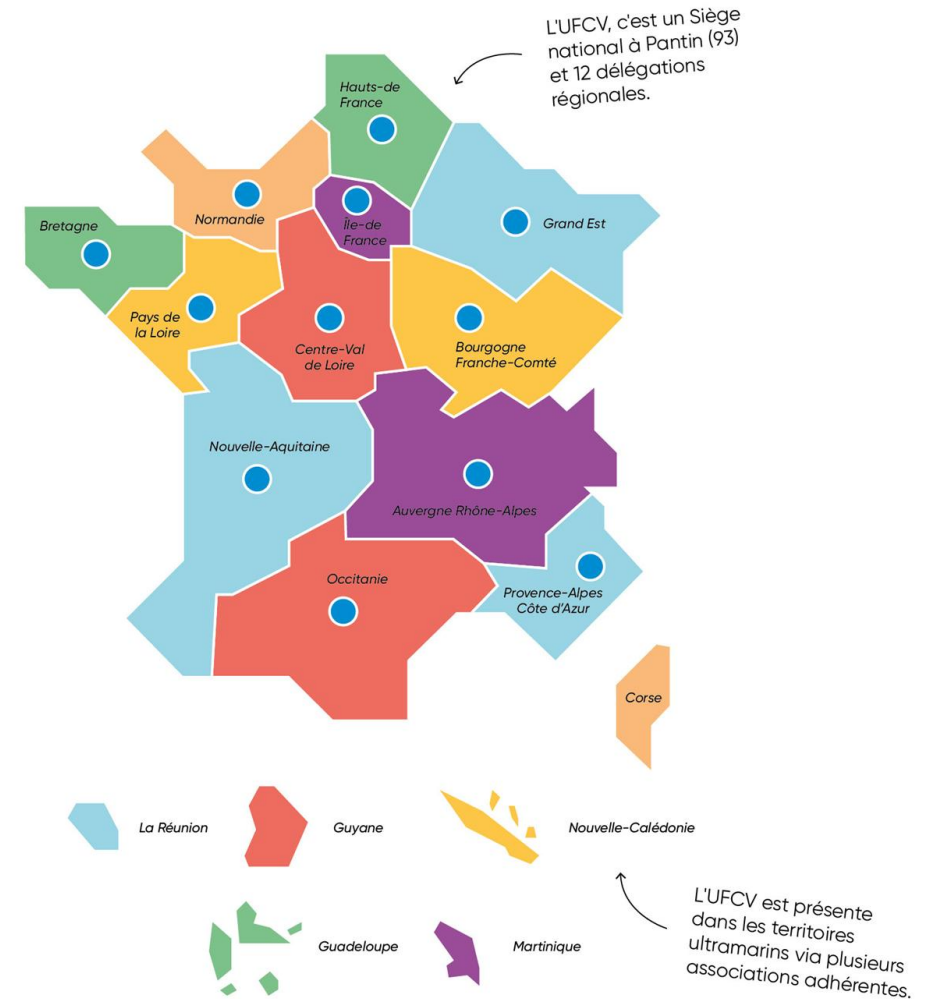 L'UFCV, c'est un Siège
national à Pantin (93)
et 12 délégations
régionales.
Hauts-de
France
Normandie
Île-de
France
Grand Est
Bretagne
Pays de
la Loire
Centre-Val
de Loire
Bourgogne
Franche-Comté
Nouvelle-Aquitaine
Auvergne Rhône-Alpes
Occitanie
Provence-Alpes
Côte d'Azur
Corse
La Réunion
Guyane
Nouvelle-Calédonie
Guadeloupe
Martinique
L'UFCV est présente
dans les territoires
ultramarins via plusieurs
associations adhérentes.